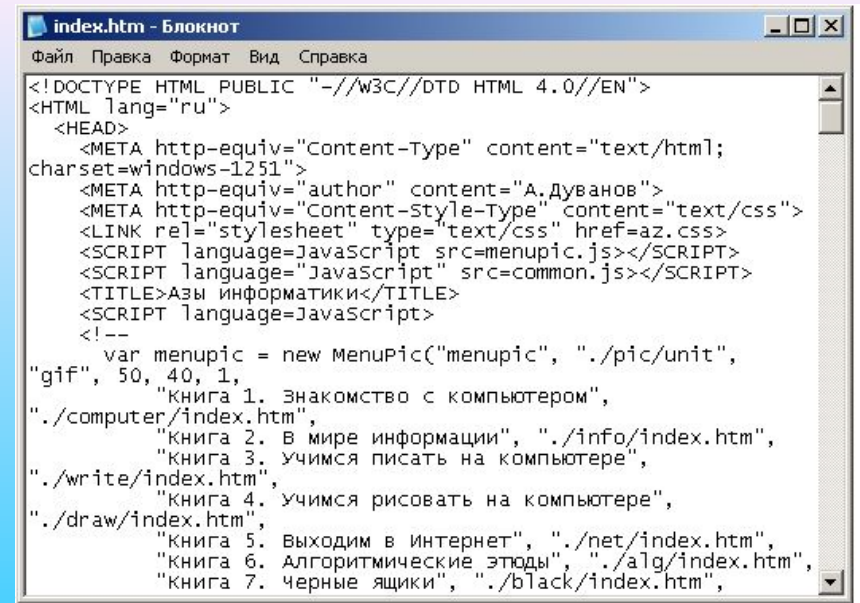 index.htm - Блокнот
Файл Правка Формат Вид Справка
<!DOCTYPE HTML PUBLIC "-//W3C//DTD HTML 4.0//EN">
<HTML lang="ru">
<HEAD>
<META http-equiv="Content-Type" content="text/html;
charset=windows-1251">
<META http-equiv="author" content="А.Дуванов">
<META http-equiv="Content-Style-Type" content="text/css">
<LINK rel="stylesheet" type="text/css" href=az.css>
<SCRIPT language=JavaScript src=menupic.js></SCRIPT>
<SCRIPT language="JavaScript" src=common.js></SCRIPT>
<TITLE>Азы информатики</TITLE>
<SCRIPT language=JavaScript>
<!--
var menupic = new MenuPic("menupic", "./pic/unit",
"gif", 50, 40, 1,
"Книга 1. Знакомство с компьютером",
"./computer/index.htm",
"Книга 2. В мире информации", "./info/index.htm",
"Книга 3. Учимся писать на компьютере",
"./write/index.htm",
"Книга 4. Учимся рисовать на компьютере",
"./draw/index.htm",
"Книга 5. Выходим в Интернет", "./net/index.htm",
"Книга 6. Алгоритмические этюды", "./alg/index.htm",
"Книга 7. Черные ящики", "./black/index.htm",